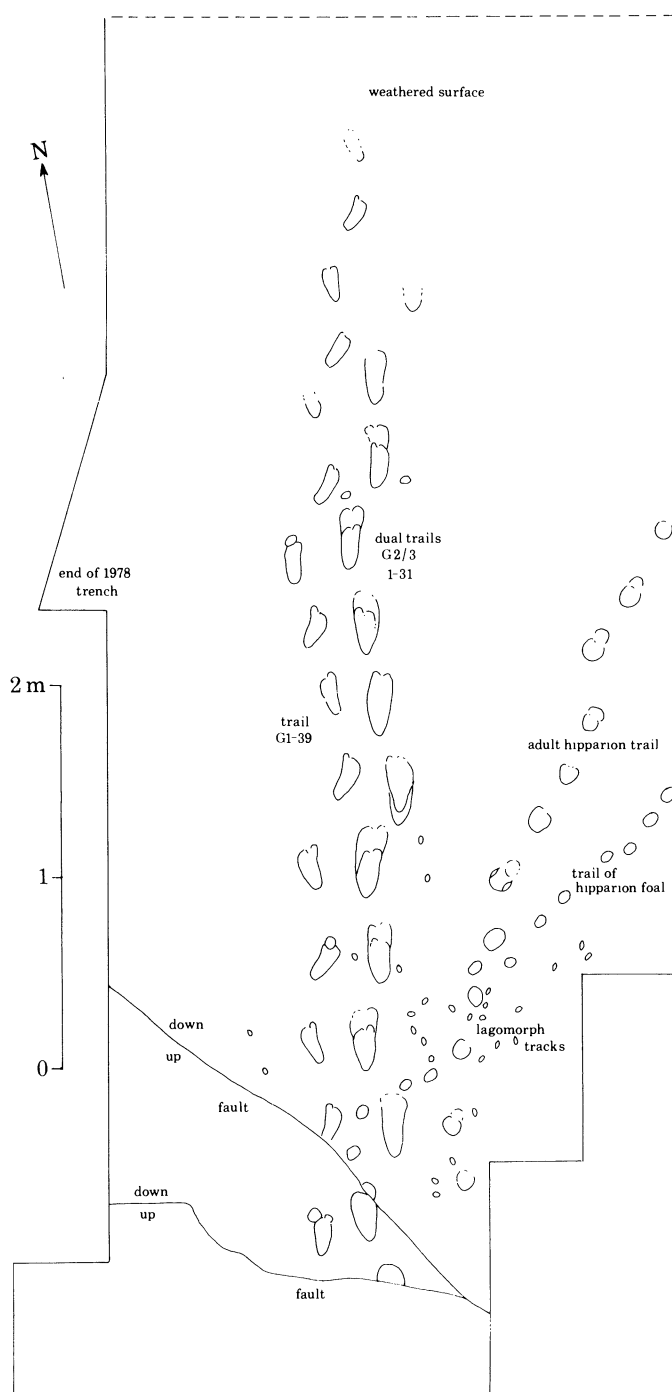 weathered surface
N
dual trails
G2/3
1-31
end of 1978
trench
2 m
trail
G1-39
adult hipparion trail
1
trail of
hipparion foal
down
up
lagomorph
tracks
0
fault
down
up
fault